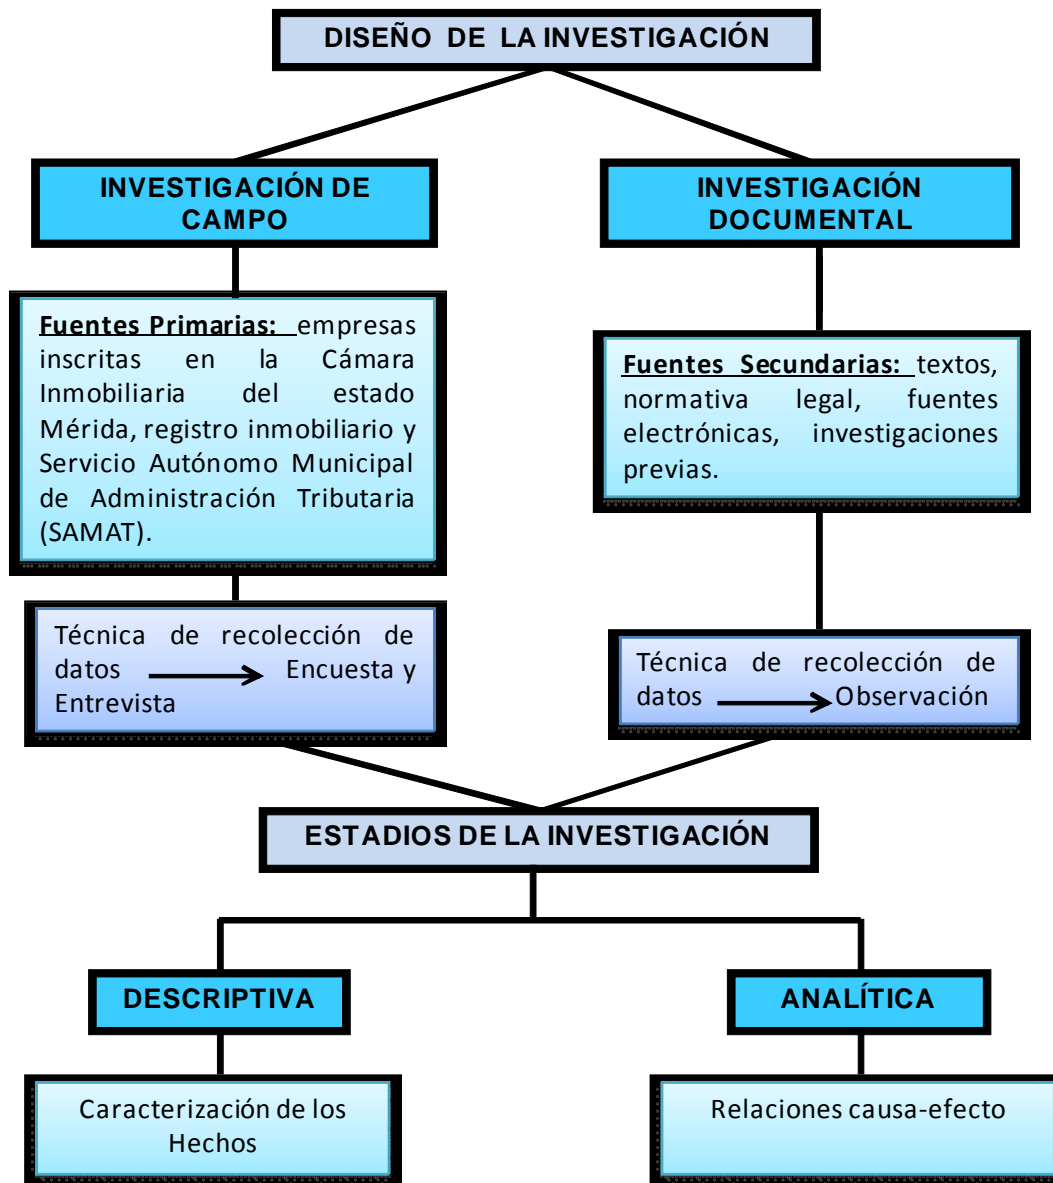 DISEÑO DE LA INVESTIGACIÓN
INVESTIGACIÓN DE
CAMPO
INVESTIGACIÓN
DOCUMENTAL
Fuentes Primarias: empresas
inscritas en la Cámara
Inmobiliaria del estado
Mérida, registro inmobiliario y
Servicio Autónomo Municipal
de Administración Tributaria
(SAMAT).
Fuentes Secundarias: textos,
normativa legal, fuentes
electrónicas, investigaciones
previas.
Técnica de recolección de
datos Encuesta y
Entrevista
Técnica de recolección de
datos Observación
ESTADIOS DE LA INVESTIGACIÓN
DESCRIPTIVA
ANALÍTICA
Caracterización de los
Hechos
Relaciones causa-efecto